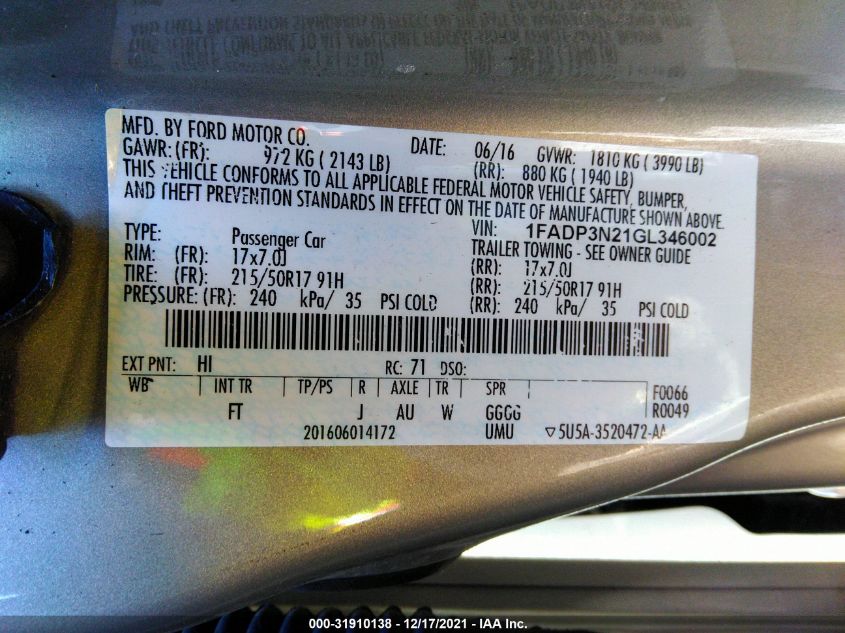 MFD. BY FORD MOTOR CO. DATE: 06/16 GVWR: 1810 KG ( 3990 LB)
GAWR: (FR): 972 KG ( 2143 LB) (RR): 880 KG ( 1940 LB)
THIS VEHICLE CONFORMS TO ALL APPLICABLE FEDERAL MOTOR VEHICLE SAFETY, BUMPER,
AND THEFT PREVENTION STANDARDS IN EFFECT ON THE DATE OF MANUFACTURE SHOWN ABOVE.
VIN: 1FADP3N21GL346002
TYPE: Passenger Car TRAILER TOWING - SEE OWNER GUIDE
RIM: (FR): 17x7.0J (RR): 17x7.0J
TIRE: (FR): 215/50R17 91H (RR): 215/50R17 91H
PRESSURE: (FR): 240 kPa/ 35 PSI COLD (RR): 240 kPa/ 35 PSI COLD
EXT PNT: HI RC: 71 DSO:
WB INT TR TP/PS R AXLE TR SPR F0066
FT J AU W GGGG R0049
201606014172 UMU ▽5U5A-3520472-AA
000-31910138 - 12/17/2021 - IAA Inc.